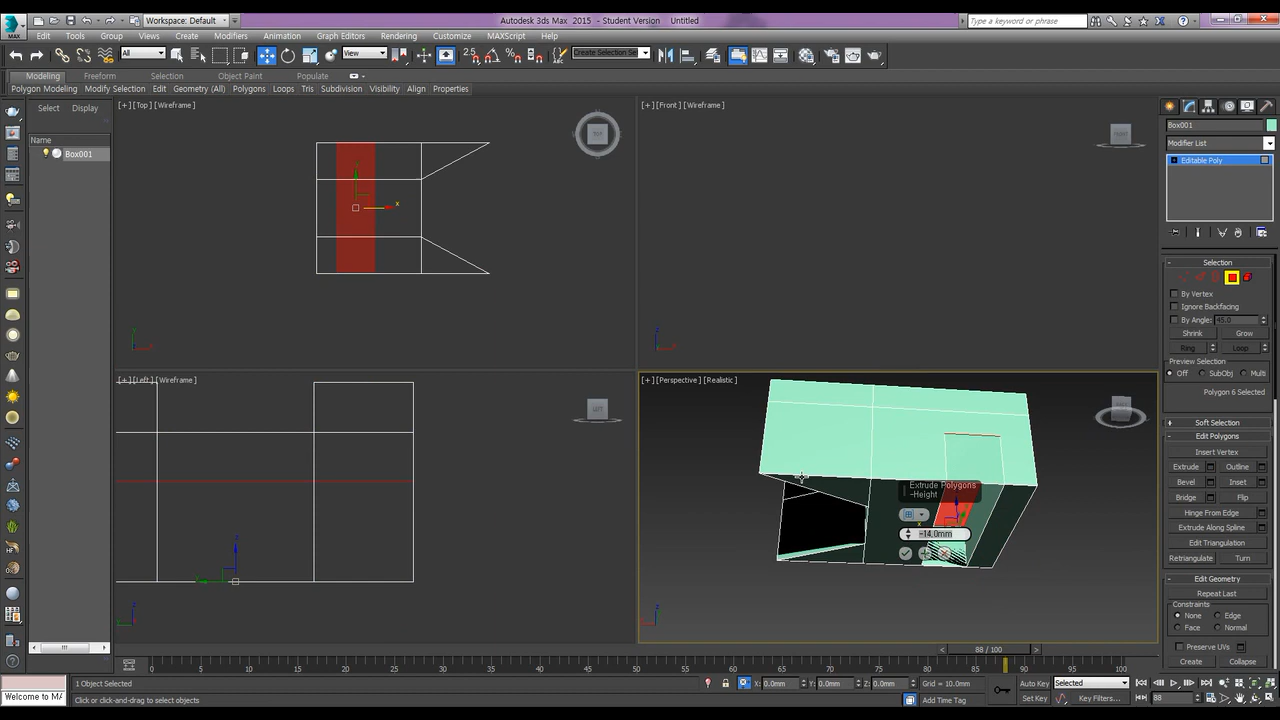 MAX
Workspace: Default
Autodesk 3ds Max 2015 - Student Version Untitled
Type a keyword or phrase
Edit Tools Group Views Create Modifiers Animation Graph Editors Rendering Customize MAXScript Help
All View Create Selection Se
Modeling Freeform Selection Object Paint Populate
Polygon Modeling Modify Selection Edit Geometry (All) Polygons Loops Tris Subdivision Visibility Align Properties
Select Display
Name
Box001
[+] [Top] [Wireframe]
TOP
[+] [Front] [Wireframe]
FRONT
[+] [Left] [Wireframe]
LEFT
[+] [Perspective] [Realistic]
Extrude Polygons
-Height
-14.0mm
Box001
Modifier List
Editable Poly
Selection
By Vertex
Ignore Backfacing
By Angle: 45.0
Shrink Grow
Ring Loop
Preview Selection
Off SubObj Multi
Polygon 6 Selected
Soft Selection
Edit Polygons
Insert Vertex
Extrude Outline
Bevel Inset
Bridge Flip
Hinge From Edge
Extrude Along Spline
Edit Triangulation
Retriangulate Turn
Edit Geometry
Repeat Last
Constraints
None Edge
Face Normal
Preserve UVs
Create Collapse
88 / 100
0 5 10 15 20 25 30 35 40 45 50 55 60 65 70 75 80 85 90 95 100
1 Object Selected
X: 0.0mm Y: 0.0mm Z: 0.0mm Grid = 10.0mm
Auto Key Selected
Welcome to MA
Click or click-and-drag to select objects
Add Time Tag
Set Key Key Filters...
88